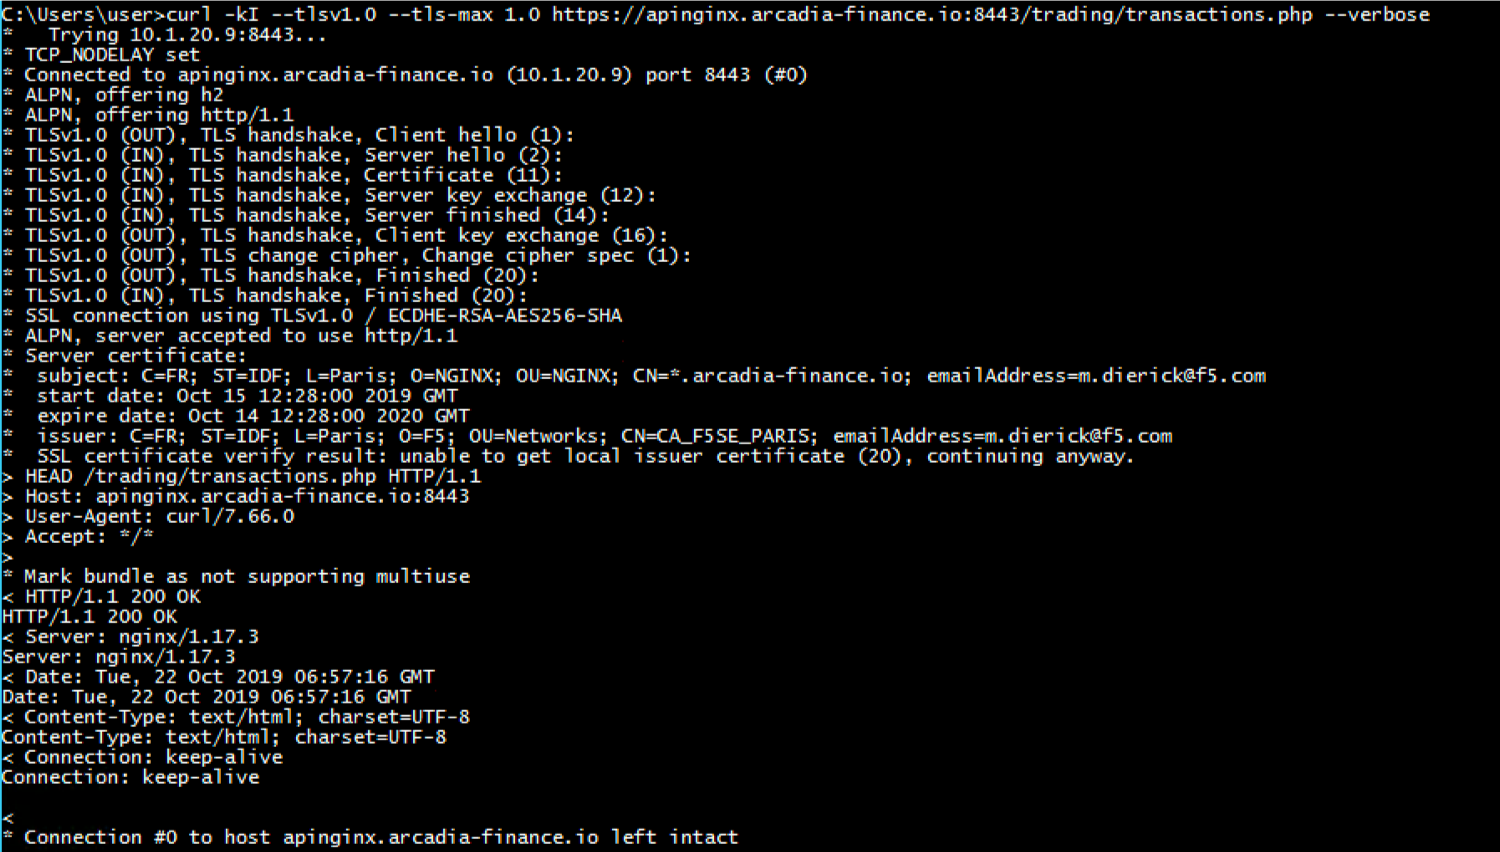 C:\Users\user>curl -kI --tlsv1.0 --tls-max 1.0 https://apinginx.arcadia-finance.io:8443/trading/transactions.php --verbose
*   Trying 10.1.20.9:8443...
* TCP_NODELAY set
* Connected to apinginx.arcadia-finance.io (10.1.20.9) port 8443 (#0)
* ALPN, offering h2
* ALPN, offering http/1.1
* TLSv1.0 (OUT), TLS handshake, Client hello (1):
* TLSv1.0 (IN), TLS handshake, Server hello (2):
* TLSv1.0 (IN), TLS handshake, Certificate (11):
* TLSv1.0 (IN), TLS handshake, Server key exchange (12):
* TLSv1.0 (IN), TLS handshake, Server finished (14):
* TLSv1.0 (OUT), TLS handshake, Client key exchange (16):
* TLSv1.0 (OUT), TLS change cipher, Change cipher spec (1):
* TLSv1.0 (OUT), TLS handshake, Finished (20):
* TLSv1.0 (IN), TLS handshake, Finished (20):
* SSL connection using TLSv1.0 / ECDHE-RSA-AES256-SHA
* ALPN, server accepted to use http/1.1
* Server certificate:
*  subject: C=FR; ST=IDF; L=Paris; O=NGINX; OU=NGINX; CN=*.arcadia-finance.io; emailAddress=m.dierick@f5.com
*  start date: Oct 15 12:28:00 2019 GMT
*  expire date: Oct 14 12:28:00 2020 GMT
*  issuer: C=FR; ST=IDF; L=Paris; O=F5; OU=Networks; CN=CA_F5SE_PARIS; emailAddress=m.dierick@f5.com
*  SSL certificate verify result: unable to get local issuer certificate (20), continuing anyway.
> HEAD /trading/transactions.php HTTP/1.1
> Host: apinginx.arcadia-finance.io:8443
> User-Agent: curl/7.66.0
> Accept: */*
>
* Mark bundle as not supporting multiuse
< HTTP/1.1 200 OK
HTTP/1.1 200 OK
< Server: nginx/1.17.3
Server: nginx/1.17.3
< Date: Tue, 22 Oct 2019 06:57:16 GMT
Date: Tue, 22 Oct 2019 06:57:16 GMT
< Content-Type: text/html; charset=UTF-8
Content-Type: text/html; charset=UTF-8
< Connection: keep-alive
Connection: keep-alive

<
* Connection #0 to host apinginx.arcadia-finance.io left intact